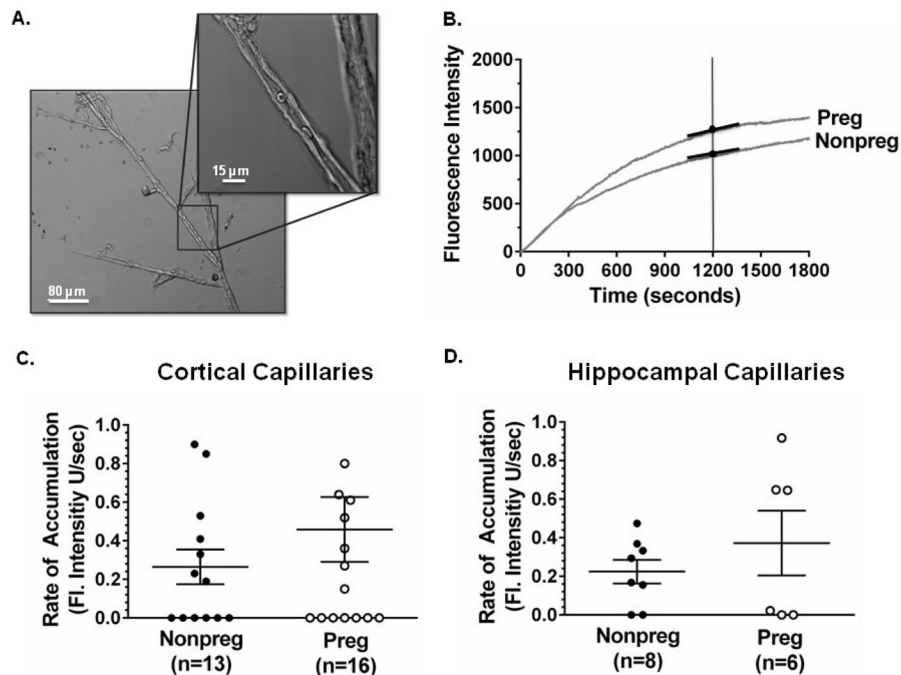 A.
15 µm
80 µm
B.
Fluorescence Intensity
2000
1500
1000
500
0
0 300 600 900 1200 1500 1800
Time (seconds)
Preg
Nonpreg
C.
Cortical Capillaries
Rate of Accumulation
(Fl. Intensitiy U/sec)
1.0
0.8
0.6
0.4
0.2
0.0
Nonpreg
(n=13)
Preg
(n=16)
D.
Hippocampal Capillaries
Rate of Accumulation
(Fl. Intensitiy U/sec)
1.0
0.8
0.6
0.4
0.2
0.0
Nonpreg
(n=8)
Preg
(n=6)